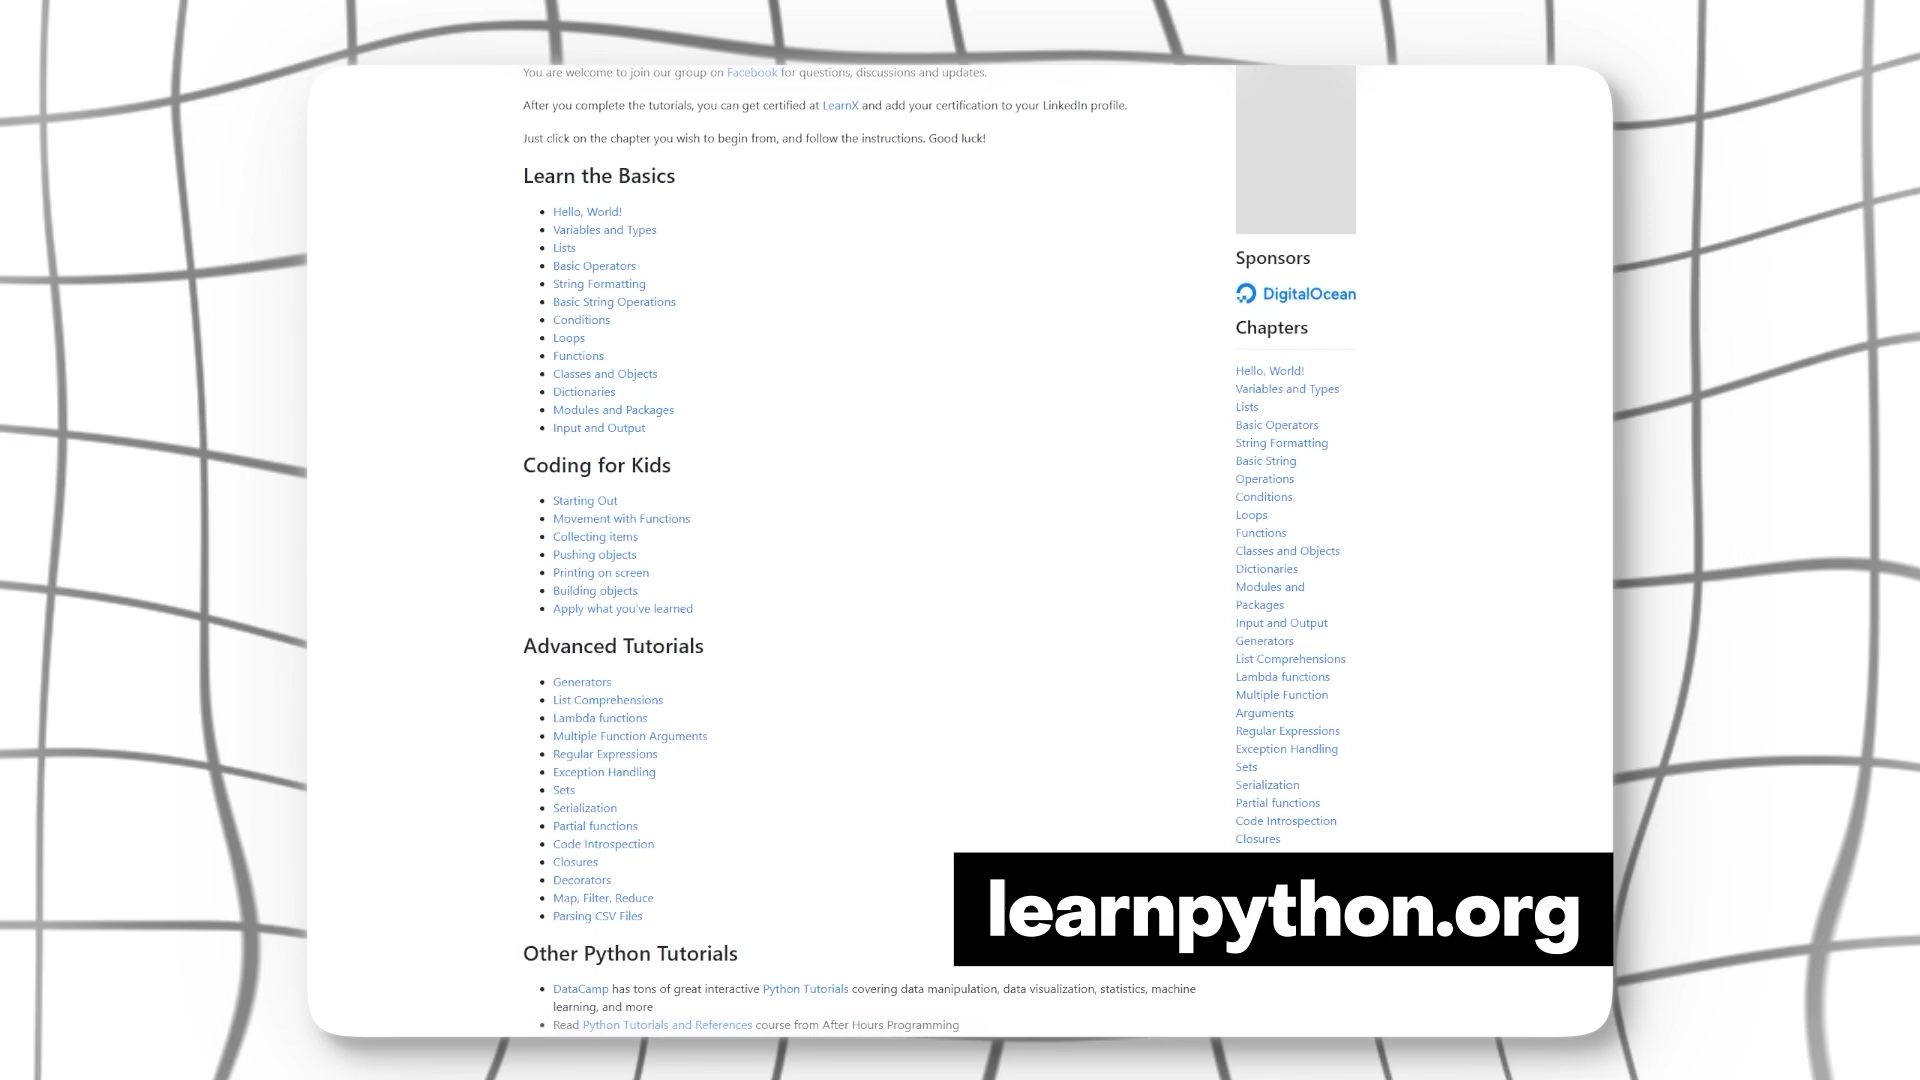 You are welcome to join our group on Facebook for questions, discussions and updates.
After you complete the tutorials, you can get certified at LearnX and add your certification to your LinkedIn profile.
Just click on the chapter you wish to begin from, and follow the instructions. Good luck!
Learn the Basics
Hello, World!
Variables and Types
Lists
Basic Operators
String Formatting
Basic String Operations
Conditions
Loops
Functions
Classes and Objects
Dictionaries
Modules and Packages
Input and Output
Coding for Kids
Starting Out
Movement with Functions
Collecting items
Pushing objects
Printing on screen
Building objects
Apply what you've learned
Advanced Tutorials
Generators
List Comprehensions
Lambda functions
Multiple Function Arguments
Regular Expressions
Exception Handling
Sets
Serialization
Partial functions
Code Introspection
Closures
Decorators
Map, Filter, Reduce
Parsing CSV Files
Other Python Tutorials
DataCamp has tons of great interactive Python Tutorials covering data manipulation, data visualization, statistics, machine
learning, and more
Read Python Tutorials and References course from After Hours Programming
Sponsors
DigitalOcean
Chapters
Hello, World!
Variables and Types
Lists
Basic Operators
String Formatting
Basic String
Operations
Conditions
Loops
Functions
Classes and Objects
Dictionaries
Modules and
Packages
Input and Output
Generators
List Comprehensions
Lambda functions
Multiple Function
Arguments
Regular Expressions
Exception Handling
Sets
Serialization
Partial functions
Code Introspection
Closures
learnpython.org